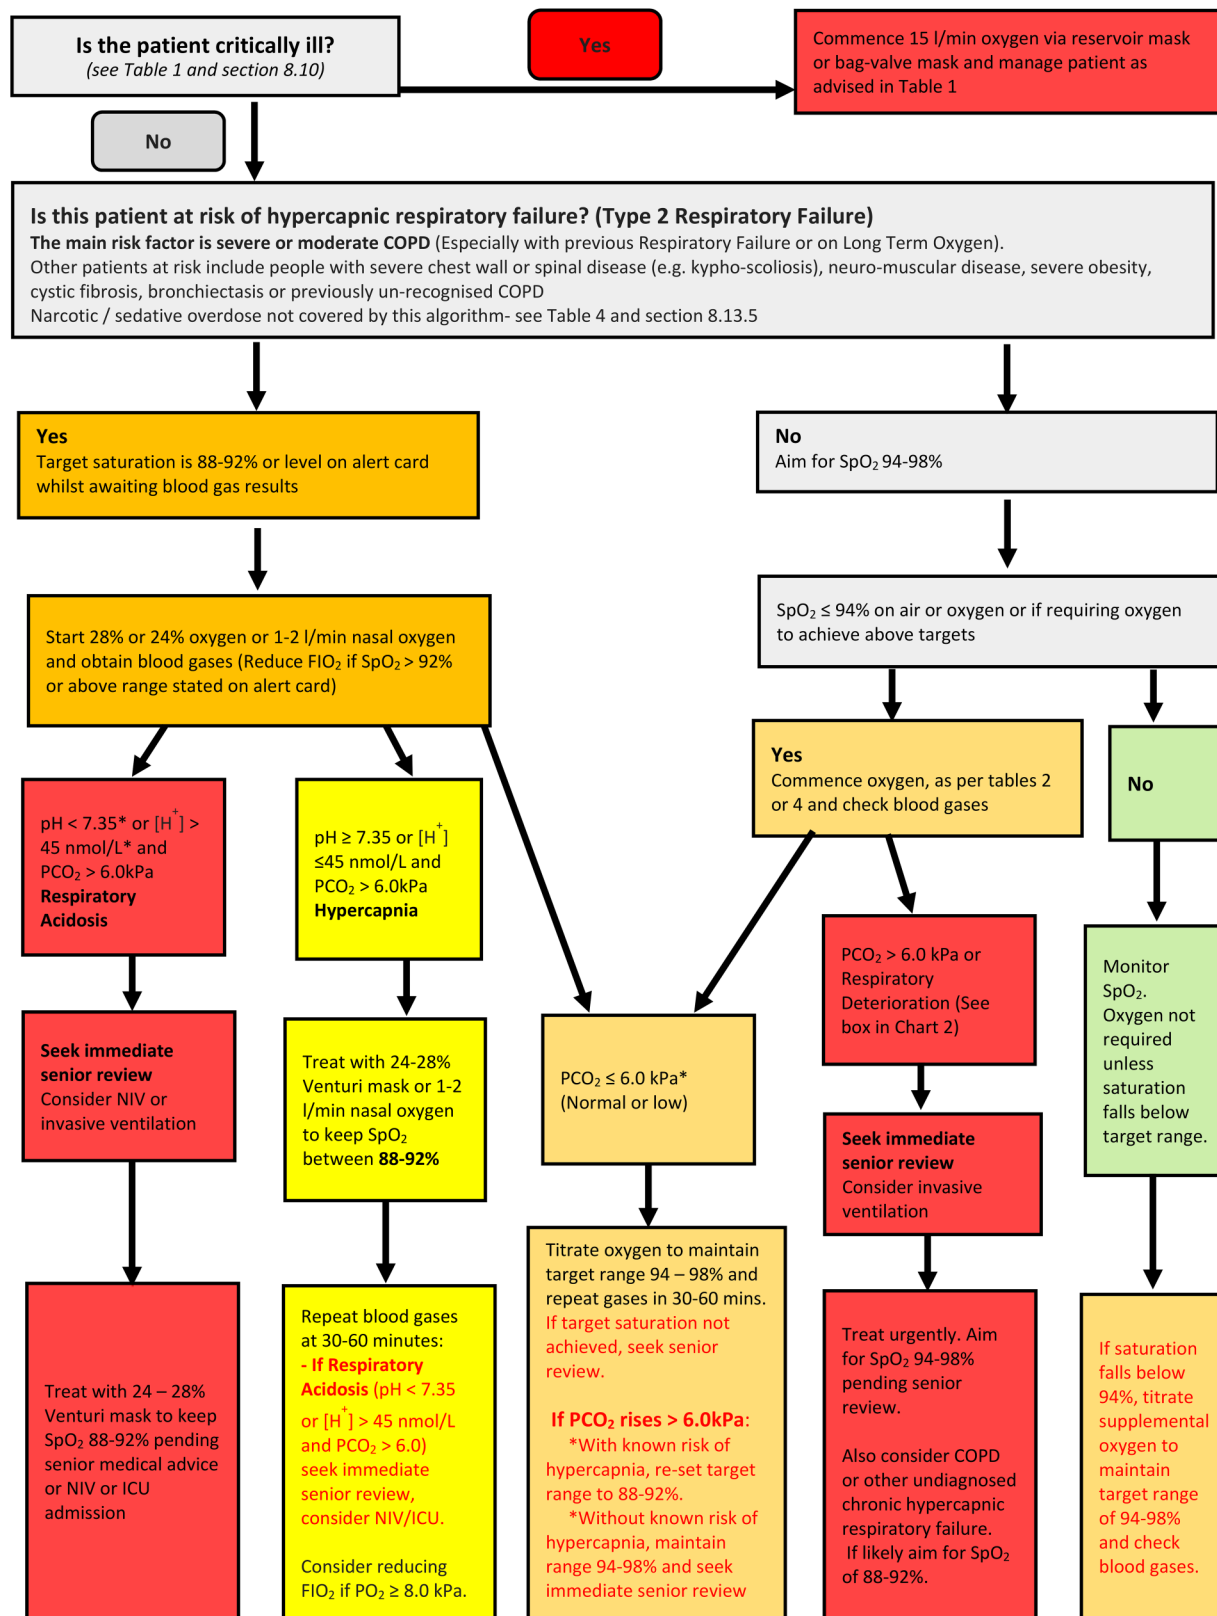 Is the patient critically ill?
(see Table 1 and section 8.10)
Yes
Commence 15 l/min oxygen via reservoir mask
or bag-valve mask and manage patient as
advised in Table 1
No
Is this patient at risk of hypercapnic respiratory failure? (Type 2 Respiratory Failure)
The main risk factor is severe or moderate COPD (Especially with previous Respiratory Failure or on Long Term Oxygen).
Other patients at risk include people with severe chest wall or spinal disease (e.g. kypho-scoliosis), neuro-muscular disease, severe obesity,
cystic fibrosis, bronchiectasis or previously un-recognised COPD
Narcotic / sedative overdose not covered by this algorithm- see Table 4 and section 8.13.5
Yes
Target saturation is 88-92% or level on alert card
whilst awaiting blood gas results
No
Aim for SpO₂ 94-98%
Start 28% or 24% oxygen or 1-2 l/min nasal oxygen
and obtain blood gases (Reduce FIO₂ if SpO₂ > 92%
or above range stated on alert card)
SpO₂ ≤ 94% on air or oxygen or if requiring oxygen
to achieve above targets
Yes
Commence oxygen, as per tables 2
or 4 and check blood gases
No
pH < 7.35* or [H⁺] >
45 nmol/L* and
PCO₂ > 6.0kPa
Respiratory
Acidosis
pH ≥ 7.35 or [H⁺]
≤45 nmol/L and
PCO₂ > 6.0kPa
Hypercapnia
PCO₂ > 6.0 kPa or
Respiratory
Deterioration (See
box in Chart 2)
Monitor
SpO₂.
Oxygen not
required
unless
saturation
falls below
target range.
Seek immediate
senior review
Consider NIV or
invasive ventilation
Treat with 24-28%
Venturi mask or 1-2
l/min nasal oxygen
to keep SpO₂
between 88-92%
PCO₂ ≤ 6.0 kPa*
(Normal or low)
Seek immediate
senior review
Consider invasive
ventilation
Treat with 24 – 28%
Venturi mask to keep
SpO₂ 88-92% pending
senior medical advice
or NIV or ICU
admission
Repeat blood gases
at 30-60 minutes:
- If Respiratory
Acidosis (pH < 7.35
or [H⁺] > 45 nmol/L
and PCO₂ > 6.0)
seek immediate
senior review,
consider NIV/ICU.
Consider reducing
FIO₂ if PO₂ ≥ 8.0 kPa.
Titrate oxygen to maintain
target range 94 – 98% and
repeat gases in 30-60 mins.
If target saturation not
achieved, seek senior
review.
If PCO₂ rises > 6.0kPa:
*With known risk of
hypercapnia, re-set target
range to 88-92%.
*Without known risk of
hypercapnia, maintain
range 94-98% and seek
immediate senior review
Treat urgently. Aim
for SpO₂ 94-98%
pending senior
review.
Also consider COPD
or other undiagnosed
chronic hypercapnic
respiratory failure.
If likely aim for SpO₂
of 88-92%.
If saturation
falls below
94%, titrate
supplemental
oxygen to
maintain
target range
of 94-98%
and check
blood gases.